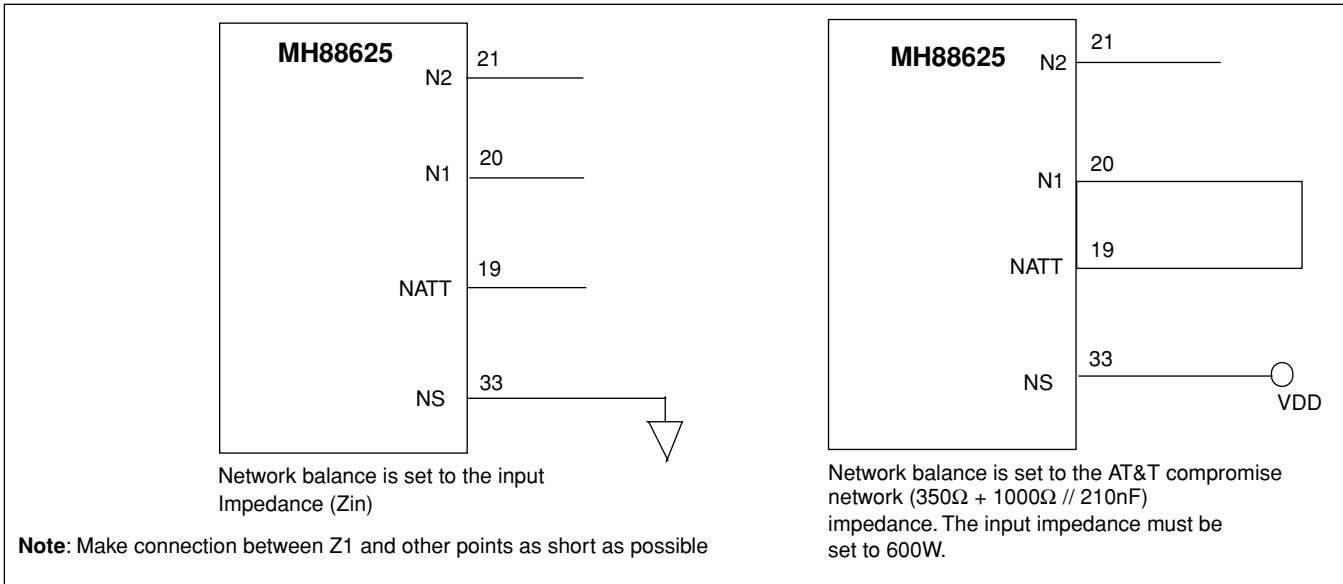 MH88625
N2
21
N1
20
NATT
19
NS
33
Network balance is set to the input
Impedance (Zin)
Note: Make connection between Z1 and other points as short as possible
MH88625
N2
21
N1
20
NATT
19
NS
33
VDD
Network balance is set to the AT&T compromise
network (350Ω + 1000Ω // 210nF)
impedance. The input impedance must be
set to 600W.